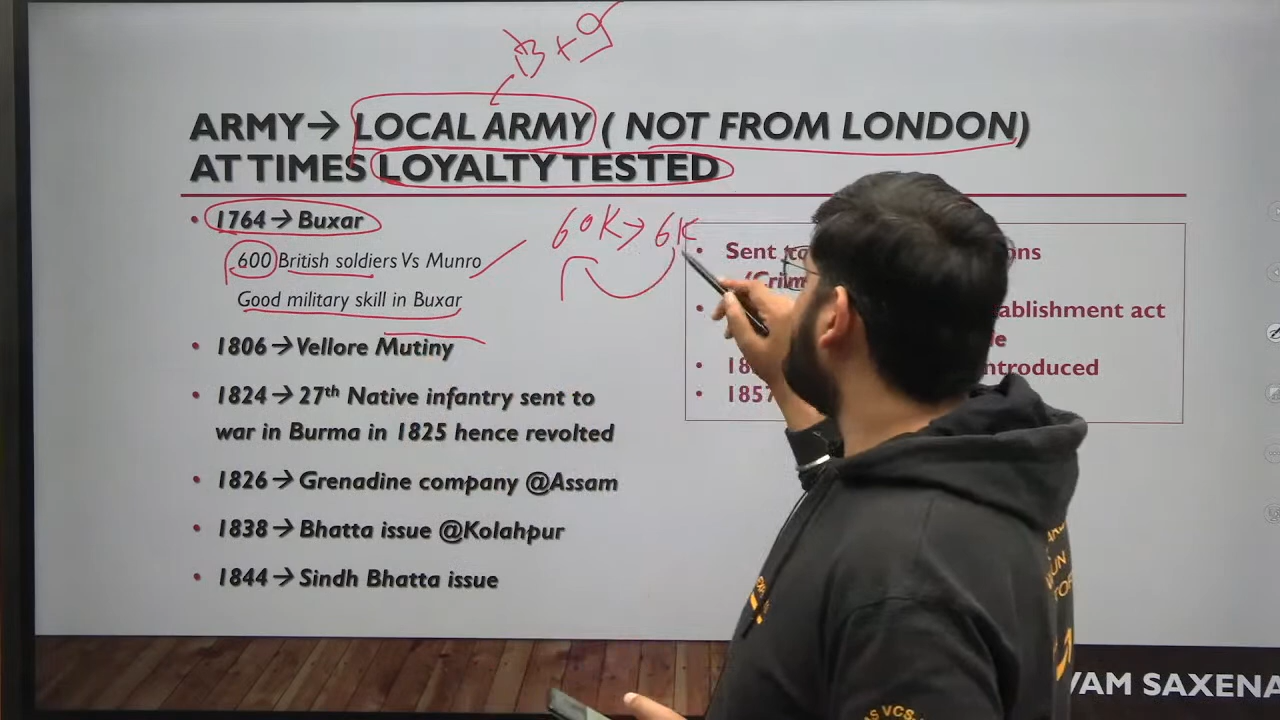 B + 9
ARMY→ LOCAL ARMY ( NOT FROM LONDON)
AT TIMES LOYALTY TESTED
• 1764→ Buxar
60K → 6K
600 British soldiers Vs Munro
Good military skill in Buxar
• 1806→Vellore Mutiny
• 1824→ 27th Native infantry sent to
war in Burma in 1825 hence revolted
• 1826→ Grenadine company @Assam
• 1838→ Bhatta issue @Kolahpur
• 1844→ Sindh Bhatta issue
• Sent
(Crim
ablishment act
• 18 ntroduced
• 1857
VAM SAXENA